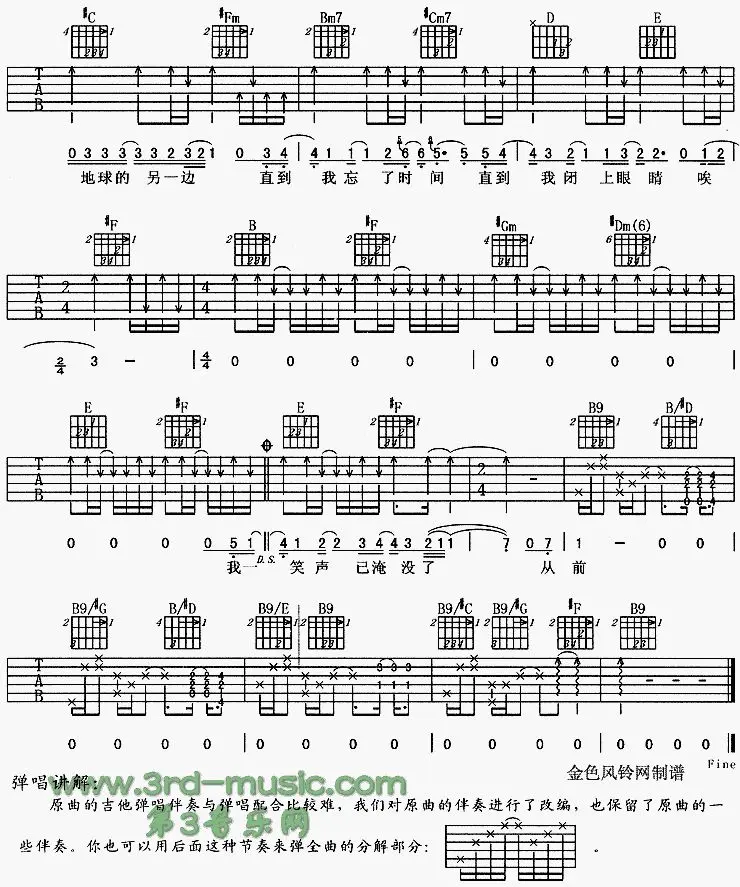 #C #Fm Bm7 #Cm7 D E
T A B
0 3 3 3 3 3 3 2 3 2 1 0 3 4 4 1 1 1 2 6 6 5· 5 5 4 4 3 2 1 1 3 2 2· 0 1 2
地球的 另一边 直到 我忘 了时 间 直到 我闭 上眼 睛 唉
#F B #F #Gm #Dm(6)
T A B 2/4 4/4
2/4 3 - 4/4 0 0 0 0 0 0 0 0
E #F E #F B9 B/#D
T A B 2/4
0 0 0 0 5 1 4 1 2 2 3 4 4 3 2 1 1 7 0 7 1 - 0 0
我一 D.S. 笑声 已淹 没了 从 前
B9/#G B/#D B9/E B9 B9/#C B9/#G #F B9
T A B
0 0 0 0 0 0 0 0 0 0 0 0 0 0 0 0
Fine
金色风铃网制谱
弹唱讲解:
www.3rd-music.com
原曲的吉他弹唱伴奏与弹唱配合比较难，我们对原曲的伴奏进行了改编，也保留了原曲的一
第3音乐网
些伴奏。你也可以用后面这种节奏来弹全曲的分解部分： 。